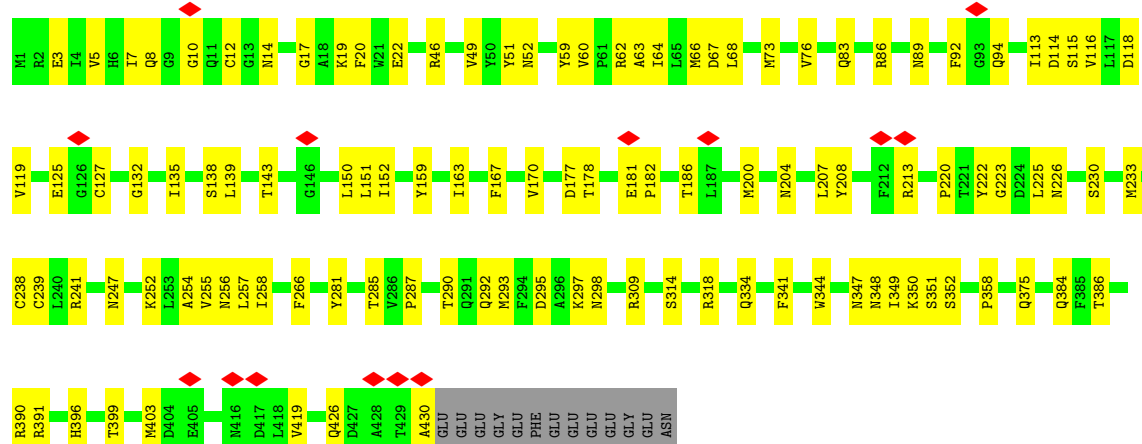 M1 R2 E3 I4 V5 H6 I7 Q8 G9 G10 Q11 C12 G13 N14 G17 A18 K19 F20 W21 E22 R46 V49 Y50 Y51 N52 Y59 V60 P61 R62 A63 I64 L65 M66 D67 L68 M73 V76 Q83 R86 N89 F92 G93 Q94 I113 D114 S115 V116 L117 D118
V119 E125 G126 C127 G132 I135 S138 L139 T143 G146 L150 L151 I152 Y159 I163 F167 V170 D177 T178 E181 P182 T186 L187 M200 N204 L207 Y208 F212 R213 P220 T221 Y222 G223 D224 L225 N226 S230 M233
C238 C239 L240 R241 N247 K252 L253 A254 V255 N256 L257 I258 F266 Y281 T285 V286 P287 T290 Q291 Q292 M293 F294 D295 A296 K297 N298 R309 S314 R318 Q334 F341 W344 N347 N348 I349 K350 S351 S352 P358 Q375 Q384 F385 T386
R390 R391 H396 T399 M403 D404 E405 N416 D417 L418 V419 Q426 D427 A428 T429 A430 GLU GLU GLU GLY GLU PHE GLU GLU GLU GLU GLY GLU ASN